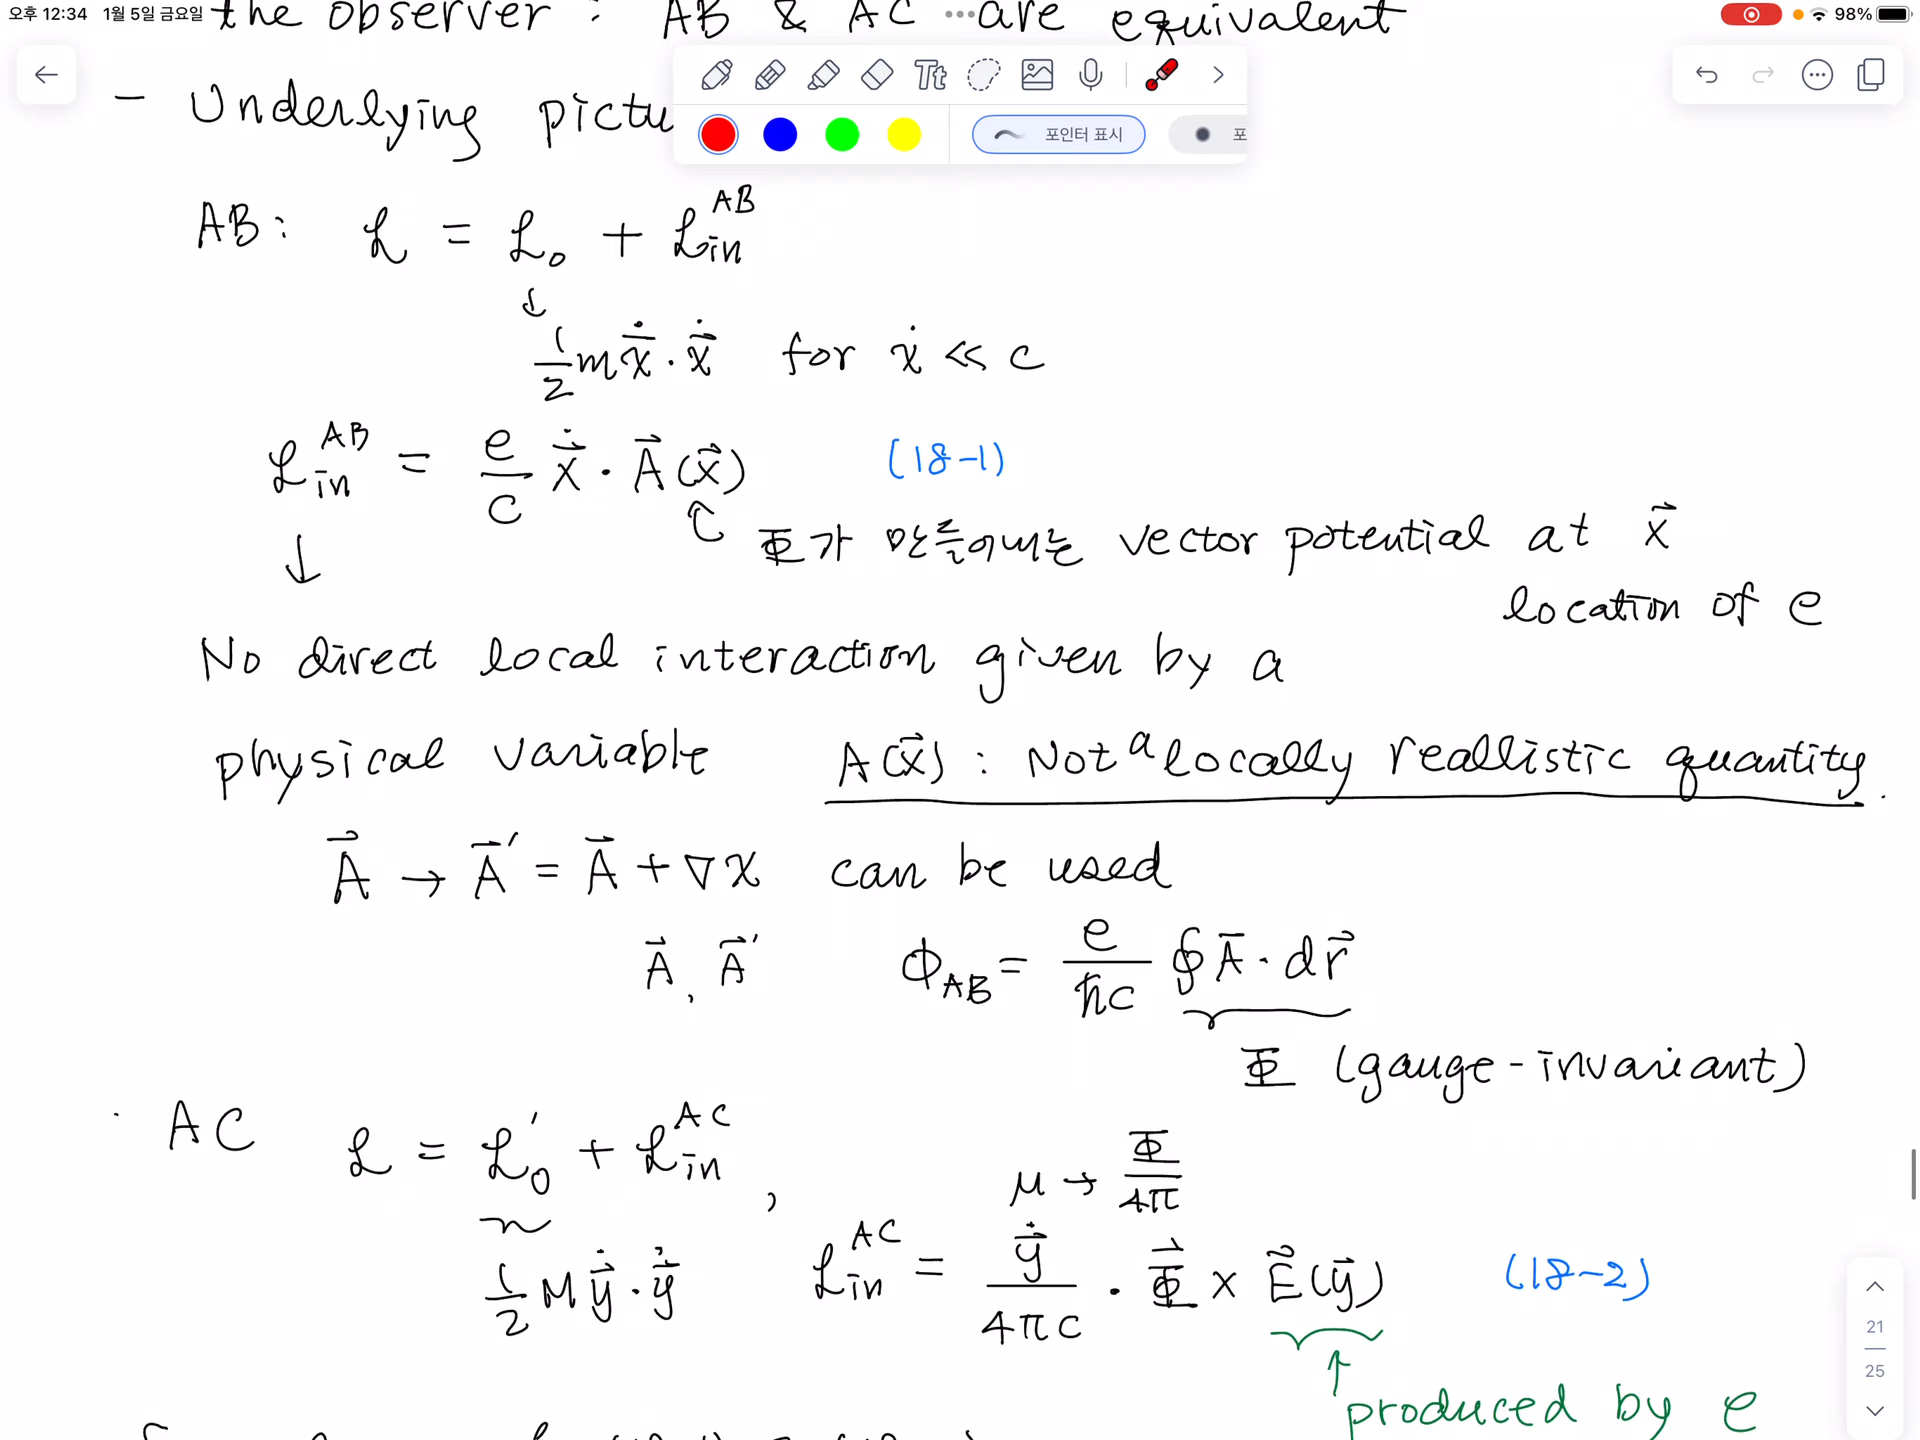 오후 12:34 1월 5일 금요일 98%
the observer : AB & AC are equivalent
- Underlying pictu
포인터 표시 포
AB: ℒ = ℒ₀ + ℒ_in^AB
↓
1/2 m ẋ⃗ · ẋ⃗ for ẋ ≪ c
ℒ_in^AB = e/c ẋ⃗ · A⃗(x⃗) (18-1)
Φ가 만들어내는 vector potential at x⃗
location of e
↓
No direct local interaction given by a
physical variable A(x⃗) : Not a locally reallistic quantity.
A⃗ → A⃗' = A⃗ + ∇χ can be used
A⃗, A⃗' ϕ_AB = e/ħc ∮ A⃗ · dr⃗
Φ (gauge-invariant)
AC ℒ = ℒ₀' + ℒ_in^AC , μ → Φ/4π
1/2 M ẏ⃗ · ẏ⃗ ℒ_in^AC = ẏ⃗/4πc · Φ⃗ × E⃗(y⃗) (18-2)
↑
produced by e
21
25